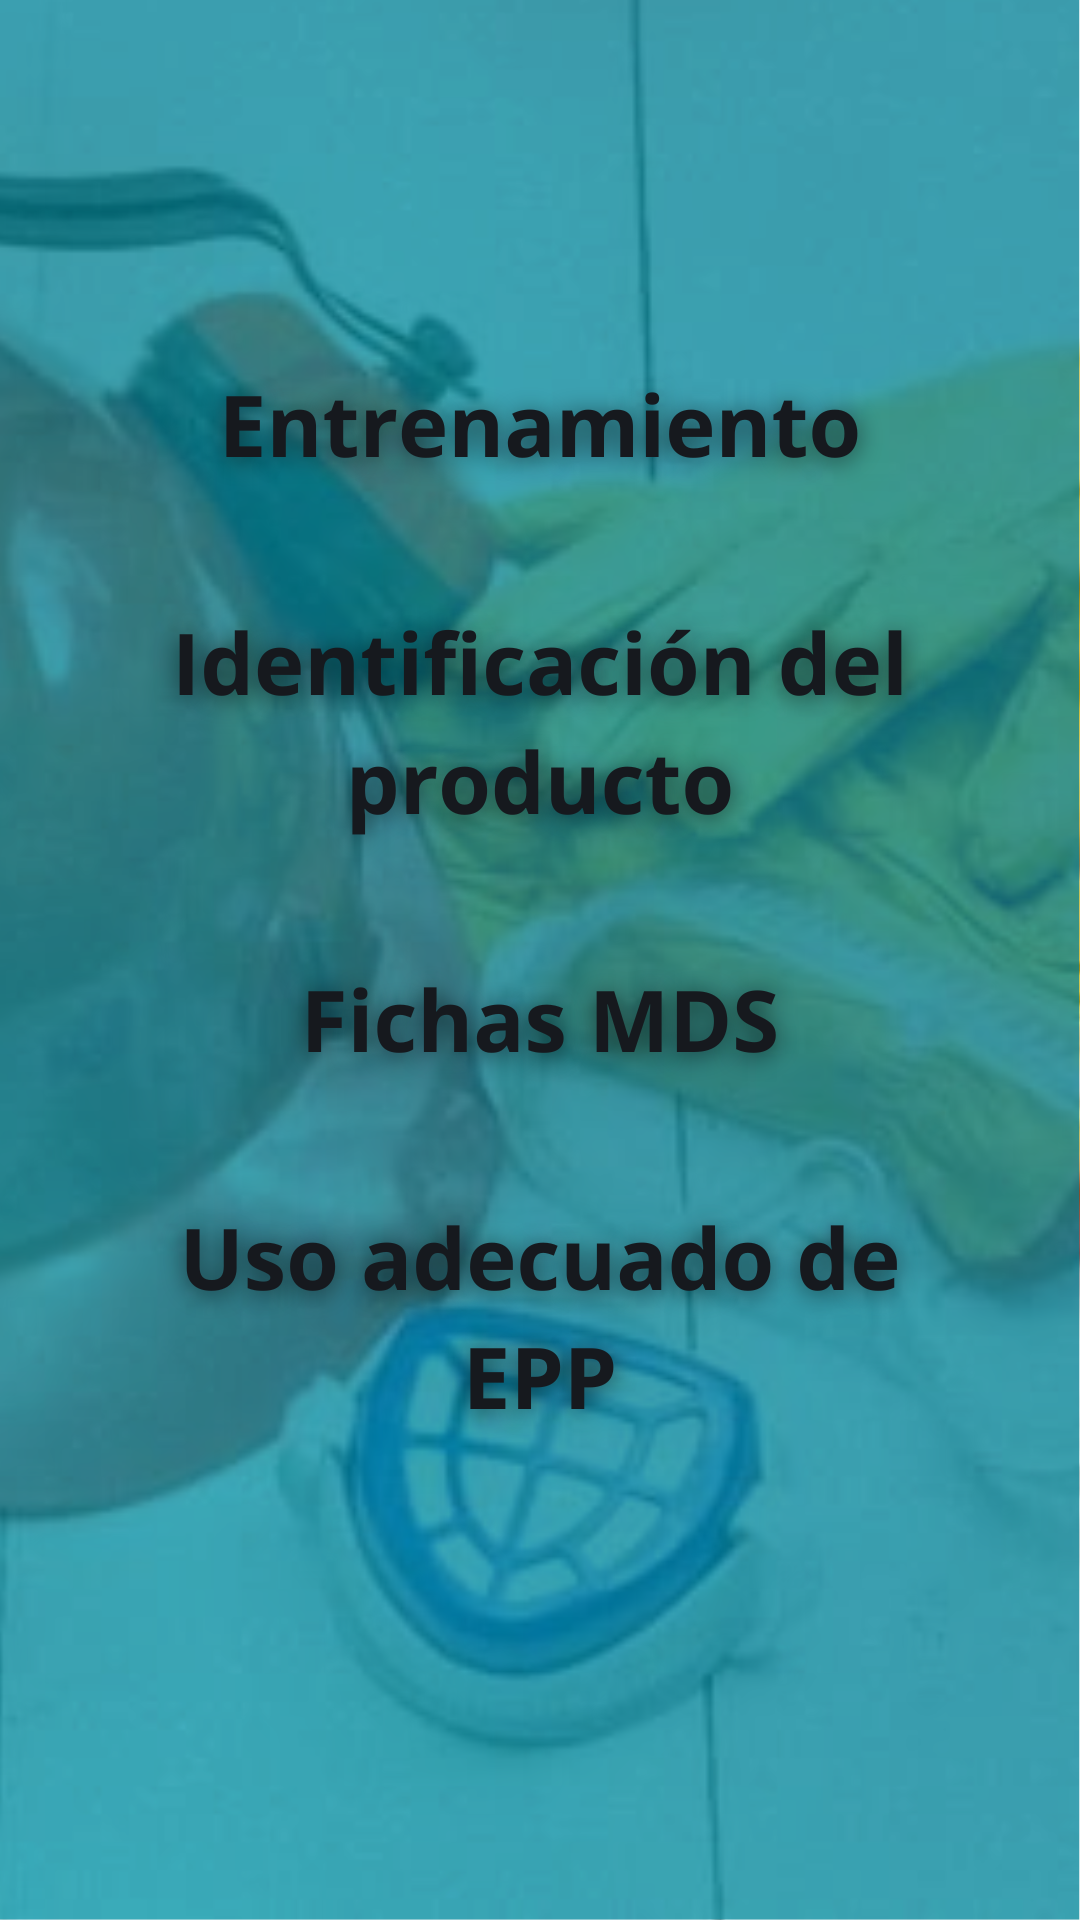 Entrenamiento
Identificación del
producto
Fichas MDS
Uso adecuado de
EPP